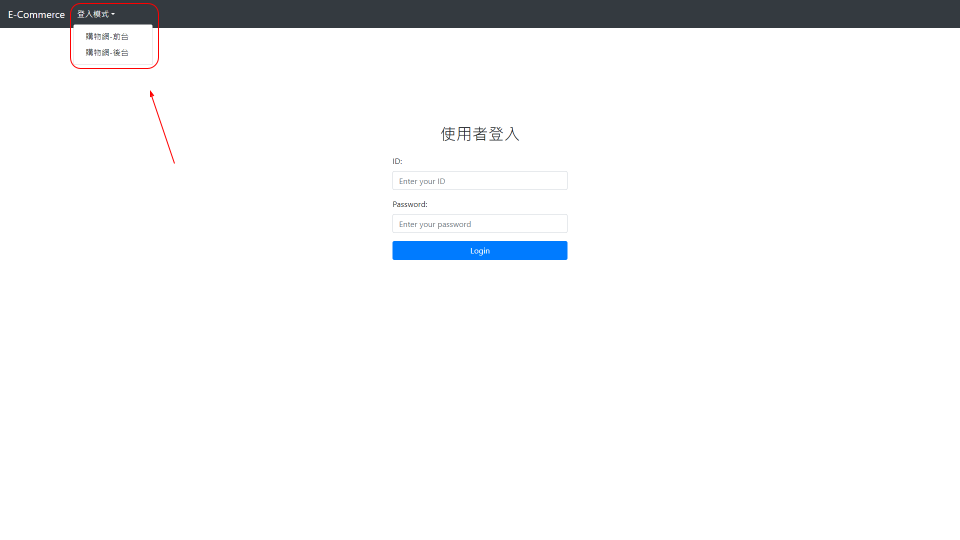 E-Commerce 登入模式
購物網-前台
購物網-後台
使用者登入
ID:
Enter your ID
Password:
Enter your password
Login